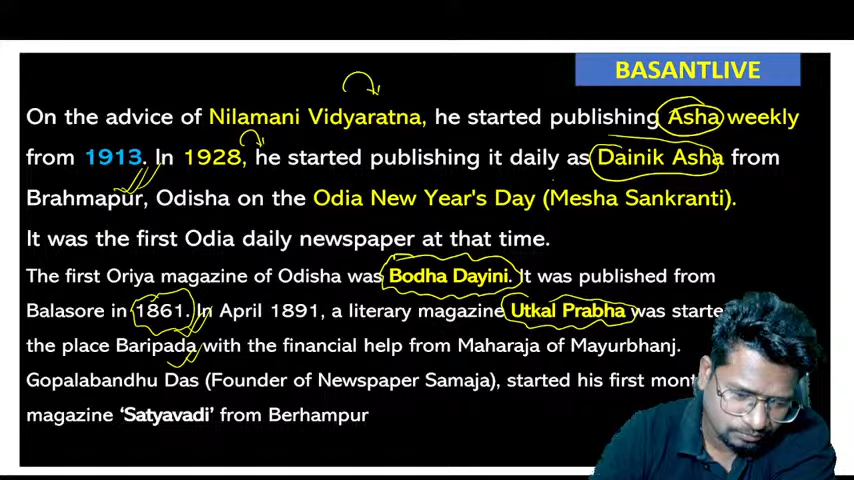 BASANTLIVE
On the advice of Nilamani Vidyaratna, he started publishing Asha weekly
from 1913. In 1928, he started publishing it daily as Dainik Asha from
Brahmapur, Odisha on the Odia New Year's Day (Mesha Sankranti).
It was the first Odia daily newspaper at that time.
The first Oriya magazine of Odisha was Bodha Dayini. It was published from
Balasore in 1861. In April 1891, a literary magazine Utkal Prabha was starte
the place Baripada with the financial help from Maharaja of Mayurbhanj.
Gopalabandhu Das (Founder of Newspaper Samaja), started his first mont
magazine ‘Satyavadi’ from Berhampur